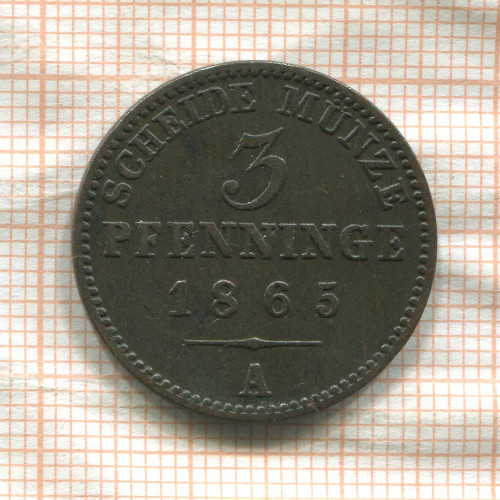 SCHEIDE MÜNZE
3
PFENNINGE
1865
A